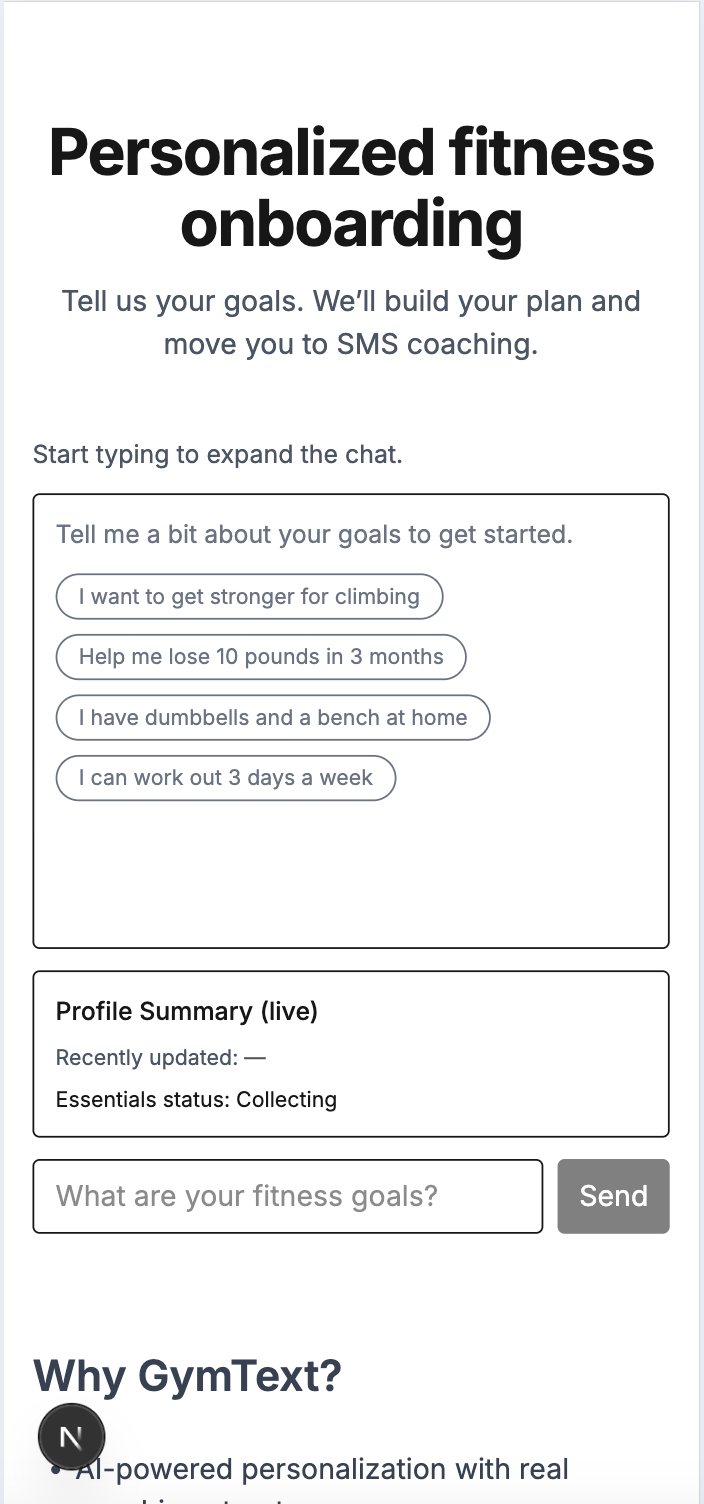 Personalized fitness
onboarding
Tell us your goals. We’ll build your plan and
move you to SMS coaching.
Start typing to expand the chat.
Tell me a bit about your goals to get started.
I want to get stronger for climbing
Help me lose 10 pounds in 3 months
I have dumbbells and a bench at home
I can work out 3 days a week
Profile Summary (live)
Recently updated: —
Essentials status: Collecting
What are your fitness goals?
Send
Why GymText?
N
• AI-powered personalization with real